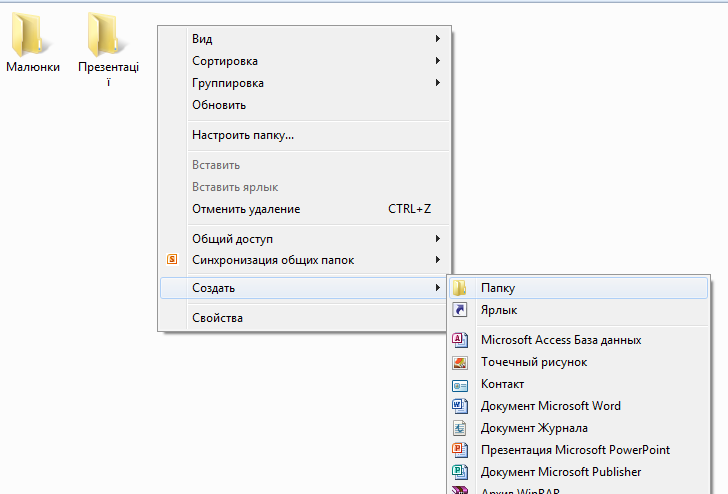 Малюнки
Презентаці
ї
Вид
Сортировка
Группировка
Обновить
Настроить папку...
Вставить
Вставить ярлык
Отменить удаление CTRL+Z
Общий доступ
Синхронизация общих папок
Создать
Свойства
Папку
Ярлык
Microsoft Access База данных
Точечный рисунок
Контакт
Документ Microsoft Word
Документ Журнала
Презентация Microsoft PowerPoint
Документ Microsoft Publisher
Архив WinRAR